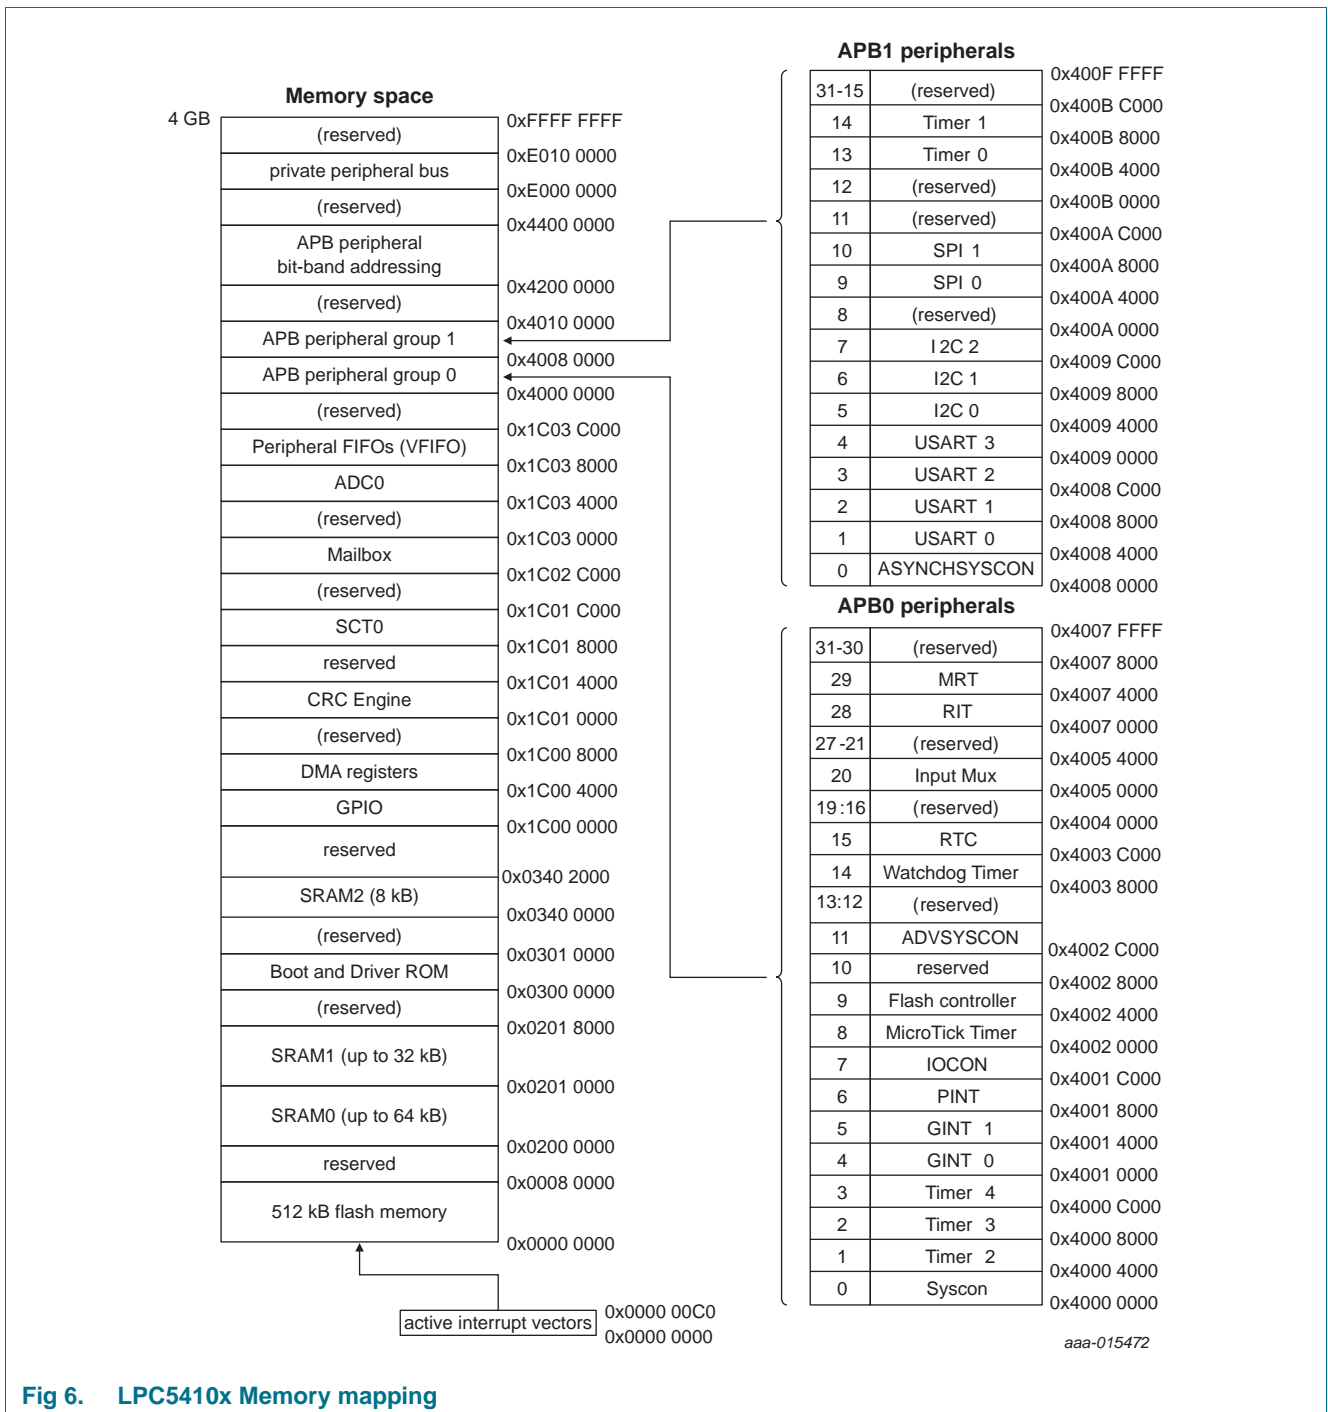 Memory space
4 GB
0xFFFF FFFF
(reserved)
0xE010 0000
private peripheral bus
0xE000 0000
(reserved)
0x4400 0000
APB peripheral
bit-band addressing
0x4200 0000
(reserved)
0x4010 0000
APB peripheral group 1
0x4008 0000
APB peripheral group 0
0x4000 0000
(reserved)
0x1C03 C000
Peripheral FIFOs (VFIFO)
0x1C03 8000
ADC0
0x1C03 4000
(reserved)
0x1C03 0000
Mailbox
0x1C02 C000
(reserved)
0x1C01 C000
SCT0
0x1C01 8000
reserved
0x1C01 4000
CRC Engine
0x1C01 0000
(reserved)
0x1C00 8000
DMA registers
0x1C00 4000
GPIO
0x1C00 0000
reserved
0x0340 2000
SRAM2 (8 kB)
0x0340 0000
(reserved)
0x0301 0000
Boot and Driver ROM
0x0300 0000
(reserved)
0x0201 8000
SRAM1 (up to 32 kB)
0x0201 0000
SRAM0 (up to 64 kB)
0x0200 0000
reserved
0x0008 0000
512 kB flash memory
0x0000 0000
active interrupt vectors
0x0000 00C0
0x0000 0000
APB1 peripherals
0x400F FFFF
31-15 (reserved)
0x400B C000
14 Timer 1
0x400B 8000
13 Timer 0
0x400B 4000
12 (reserved)
0x400B 0000
11 (reserved)
0x400A C000
10 SPI 1
0x400A 8000
9 SPI 0
0x400A 4000
8 (reserved)
0x400A 0000
7 I2C 2
0x4009 C000
6 I2C 1
0x4009 8000
5 I2C 0
0x4009 4000
4 USART 3
0x4009 0000
3 USART 2
0x4008 C000
2 USART 1
0x4008 8000
1 USART 0
0x4008 4000
0 ASYNCHSYSCON
0x4008 0000
APB0 peripherals
0x4007 FFFF
31-30 (reserved)
0x4007 8000
29 MRT
0x4007 4000
28 RIT
0x4007 0000
27-21 (reserved)
0x4005 4000
20 Input Mux
0x4005 0000
19:16 (reserved)
0x4004 0000
15 RTC
0x4003 C000
14 Watchdog Timer
0x4003 8000
13:12 (reserved)
11 ADVSYSCON
0x4002 C000
10 reserved
0x4002 8000
9 Flash controller
0x4002 4000
8 MicroTick Timer
0x4002 0000
7 IOCON
0x4001 C000
6 PINT
0x4001 8000
5 GINT 1
0x4001 4000
4 GINT 0
0x4001 0000
3 Timer 4
0x4000 C000
2 Timer 3
0x4000 8000
1 Timer 2
0x4000 4000
0 Syscon
0x4000 0000
aaa-015472
Fig 6. LPC5410x Memory mapping